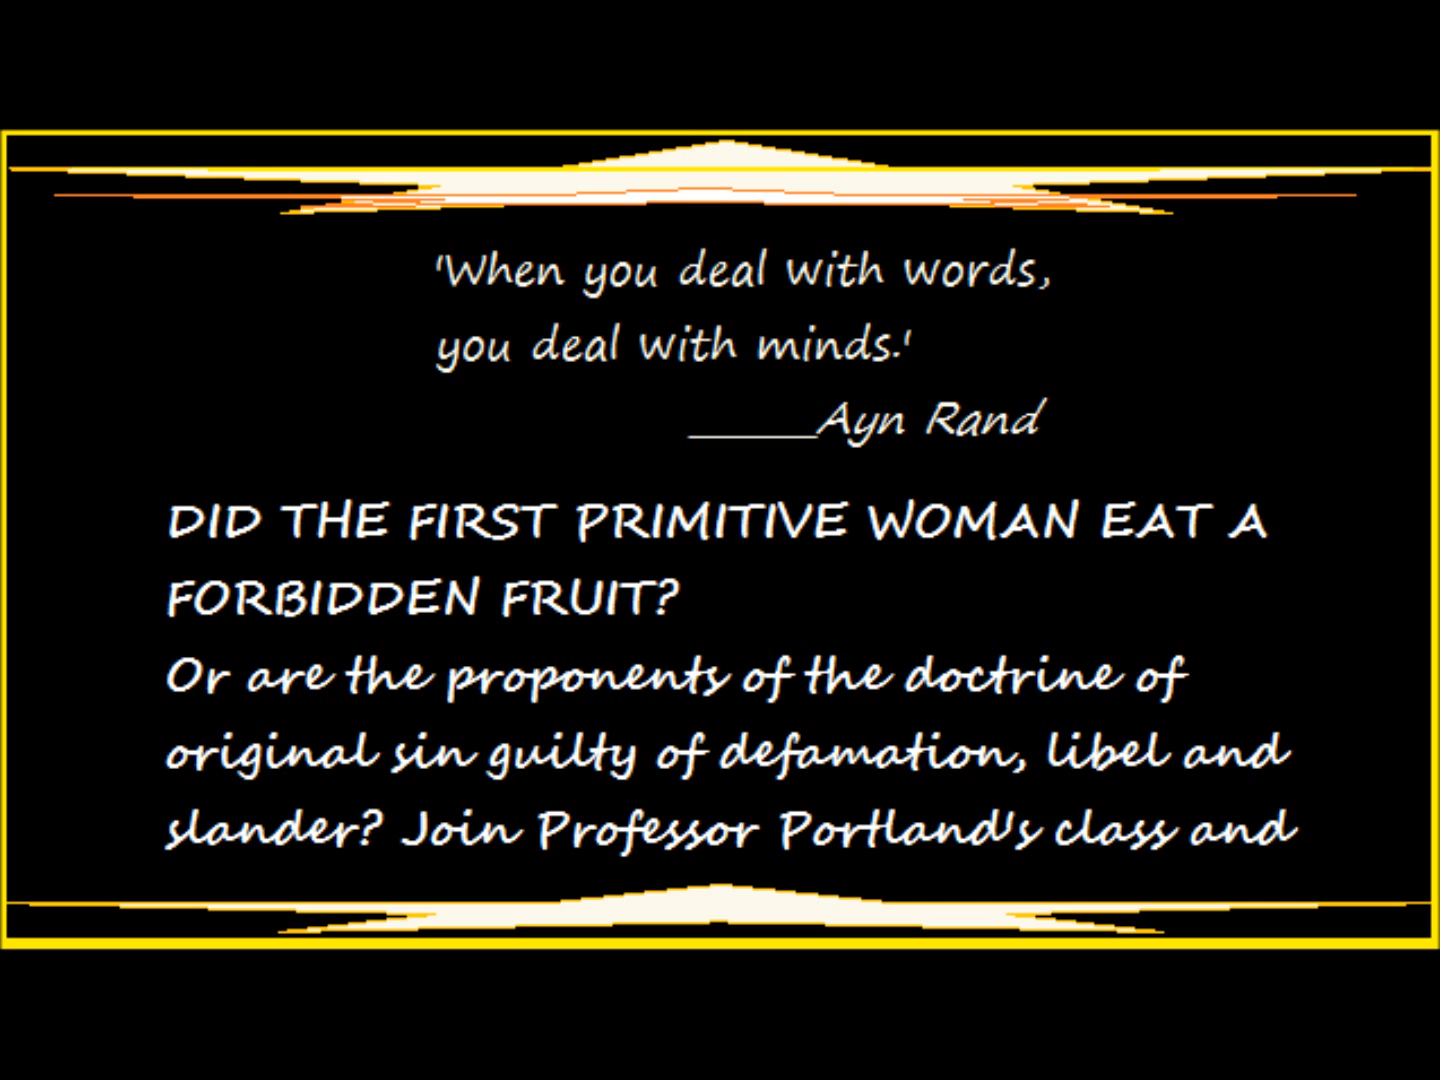 'When you deal with words,
you deal with minds.'
_____Ayn Rand
DID THE FIRST PRIMITIVE WOMAN EAT A
FORBIDDEN FRUIT?
Or are the proponents of the doctrine of
original sin guilty of defamation, libel and
slander? Join Professor Portland's class and